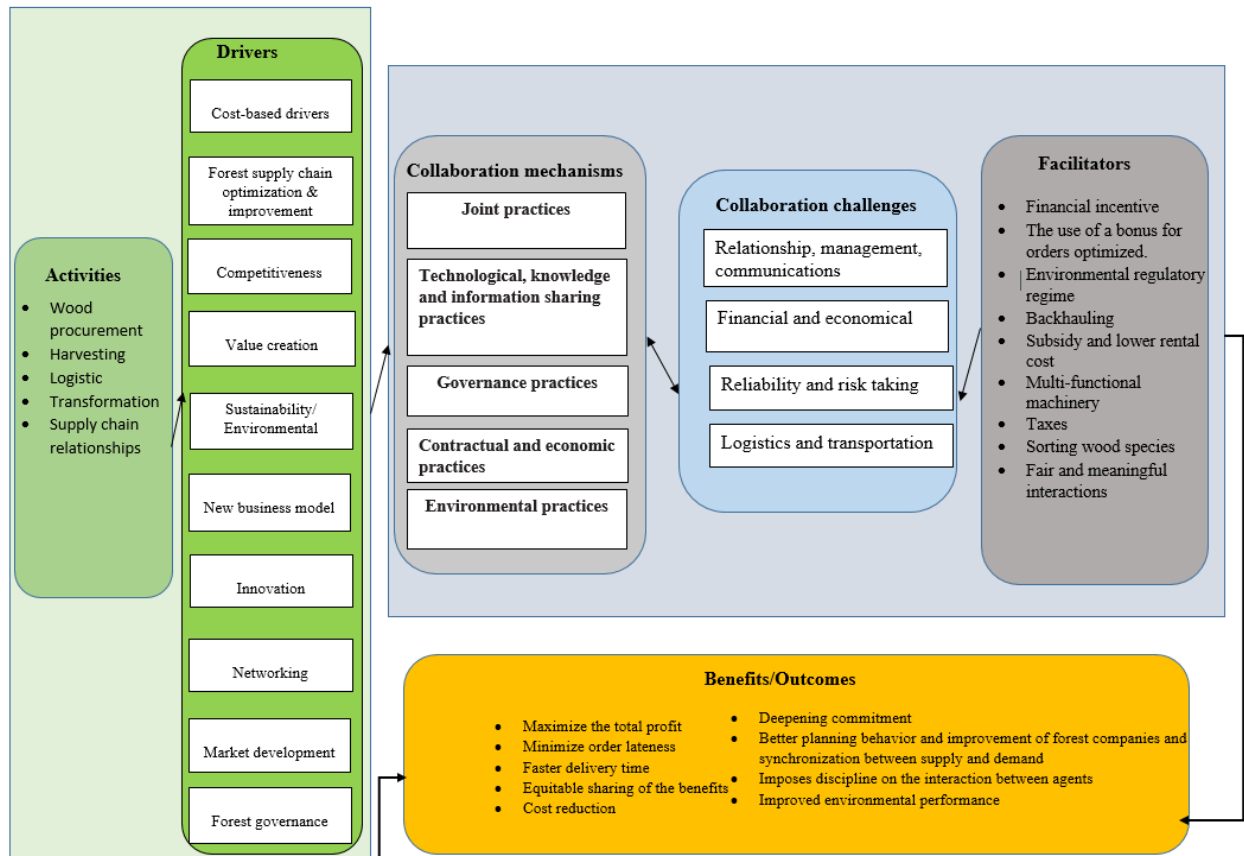 Activities
• Wood
procurement
• Harvesting
• Logistic
• Transformation
• Supply chain
relationships
Drivers
Cost-based drivers
Forest supply chain
optimization &
improvement
Competitiveness
Value creation
Sustainability/
Environmental
New business model
Innovation
Networking
Market development
Forest governance
Collaboration mechanisms
Joint practices
Technological, knowledge
and information sharing
practices
Governance practices
Contractual and economic
practices
Environmental practices
Collaboration challenges
Relationship, management,
communications
Financial and economical
Reliability and risk taking
Logistics and transportation
Facilitators
• Financial incentive
• The use of a bonus for
orders optimized.
• Environmental regulatory
regime
• Backhauling
• Subsidy and lower rental
cost
• Multi-functional
machinery
• Taxes
• Sorting wood species
• Fair and meaningful
interactions
Benefits/Outcomes
• Maximize the total profit
• Minimize order lateness
• Faster delivery time
• Equitable sharing of the benefits
• Cost reduction
• Deepening commitment
• Better planning behavior and improvement of forest companies and
synchronization between supply and demand
• Imposes discipline on the interaction between agents
• Improved environmental performance